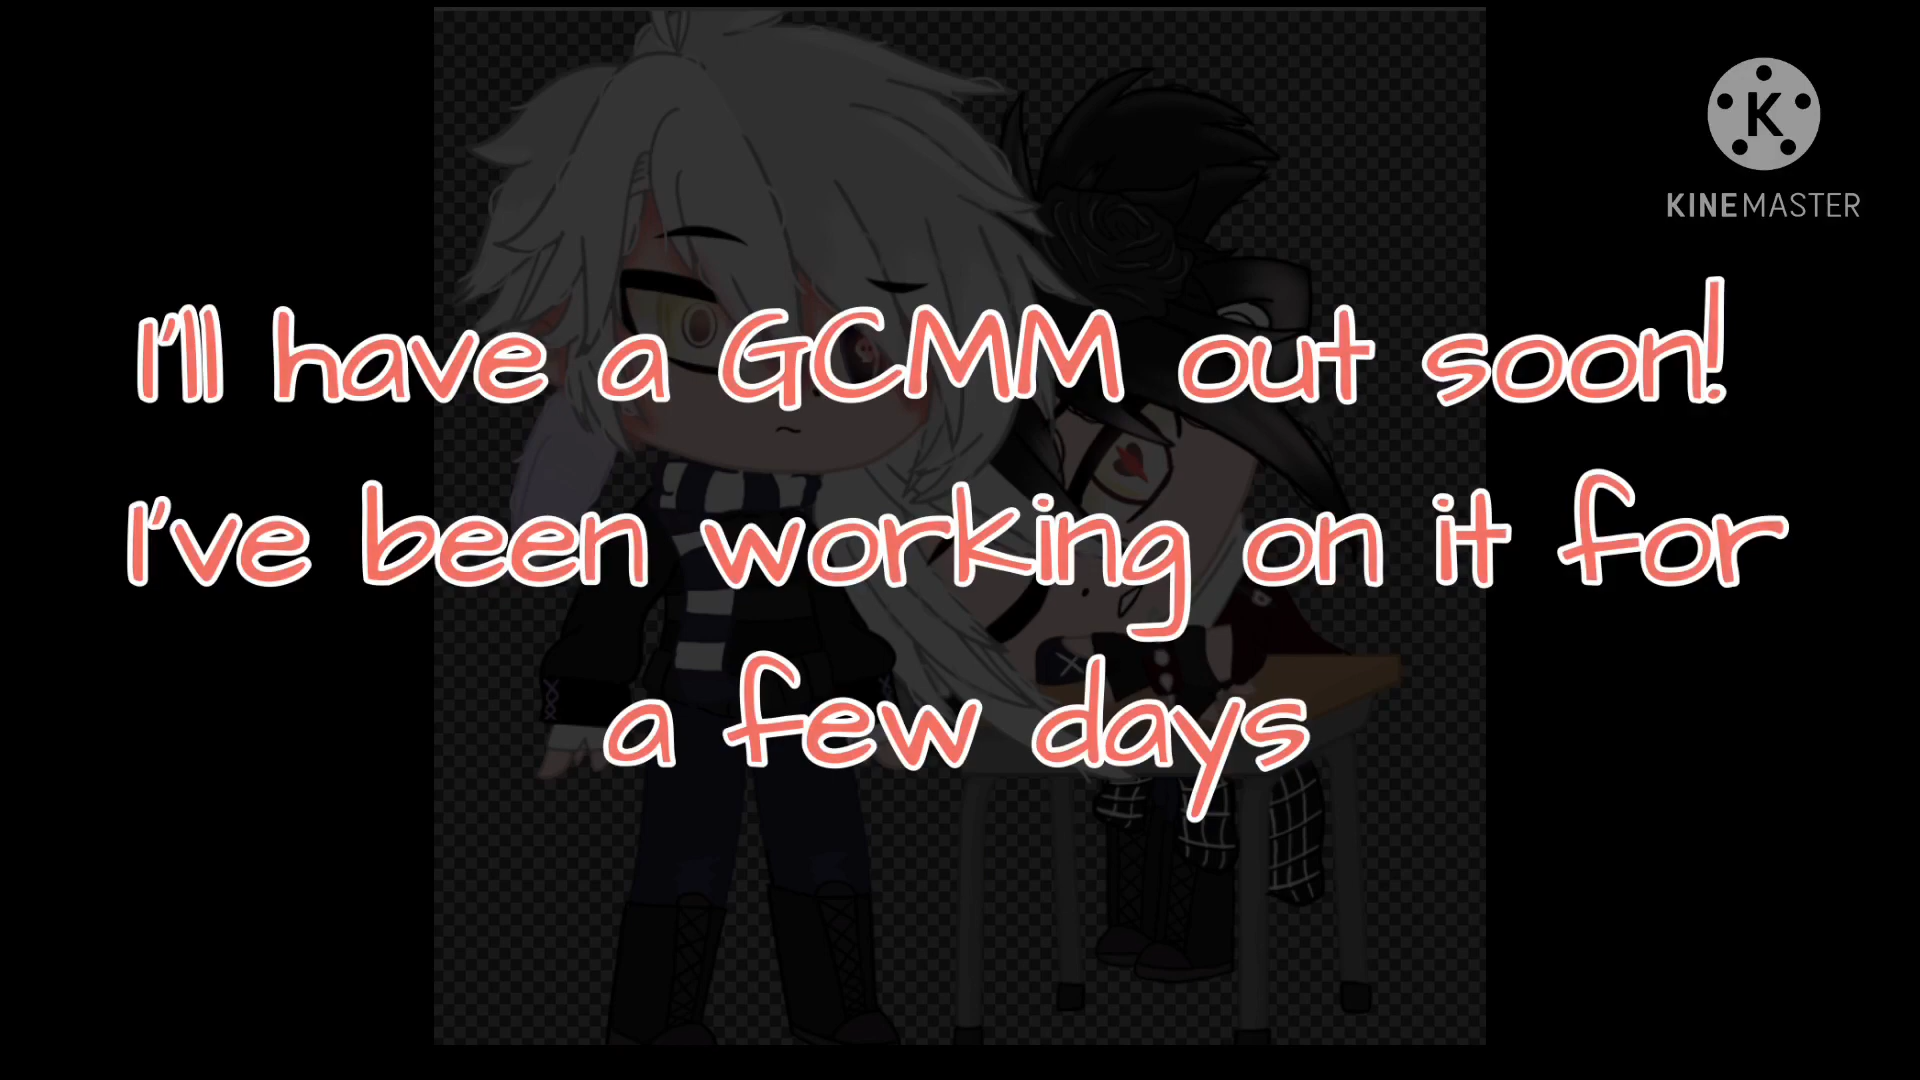 K
KINEMASTER
I'll have a GCMM out soon!
I've been working on it for
a few days